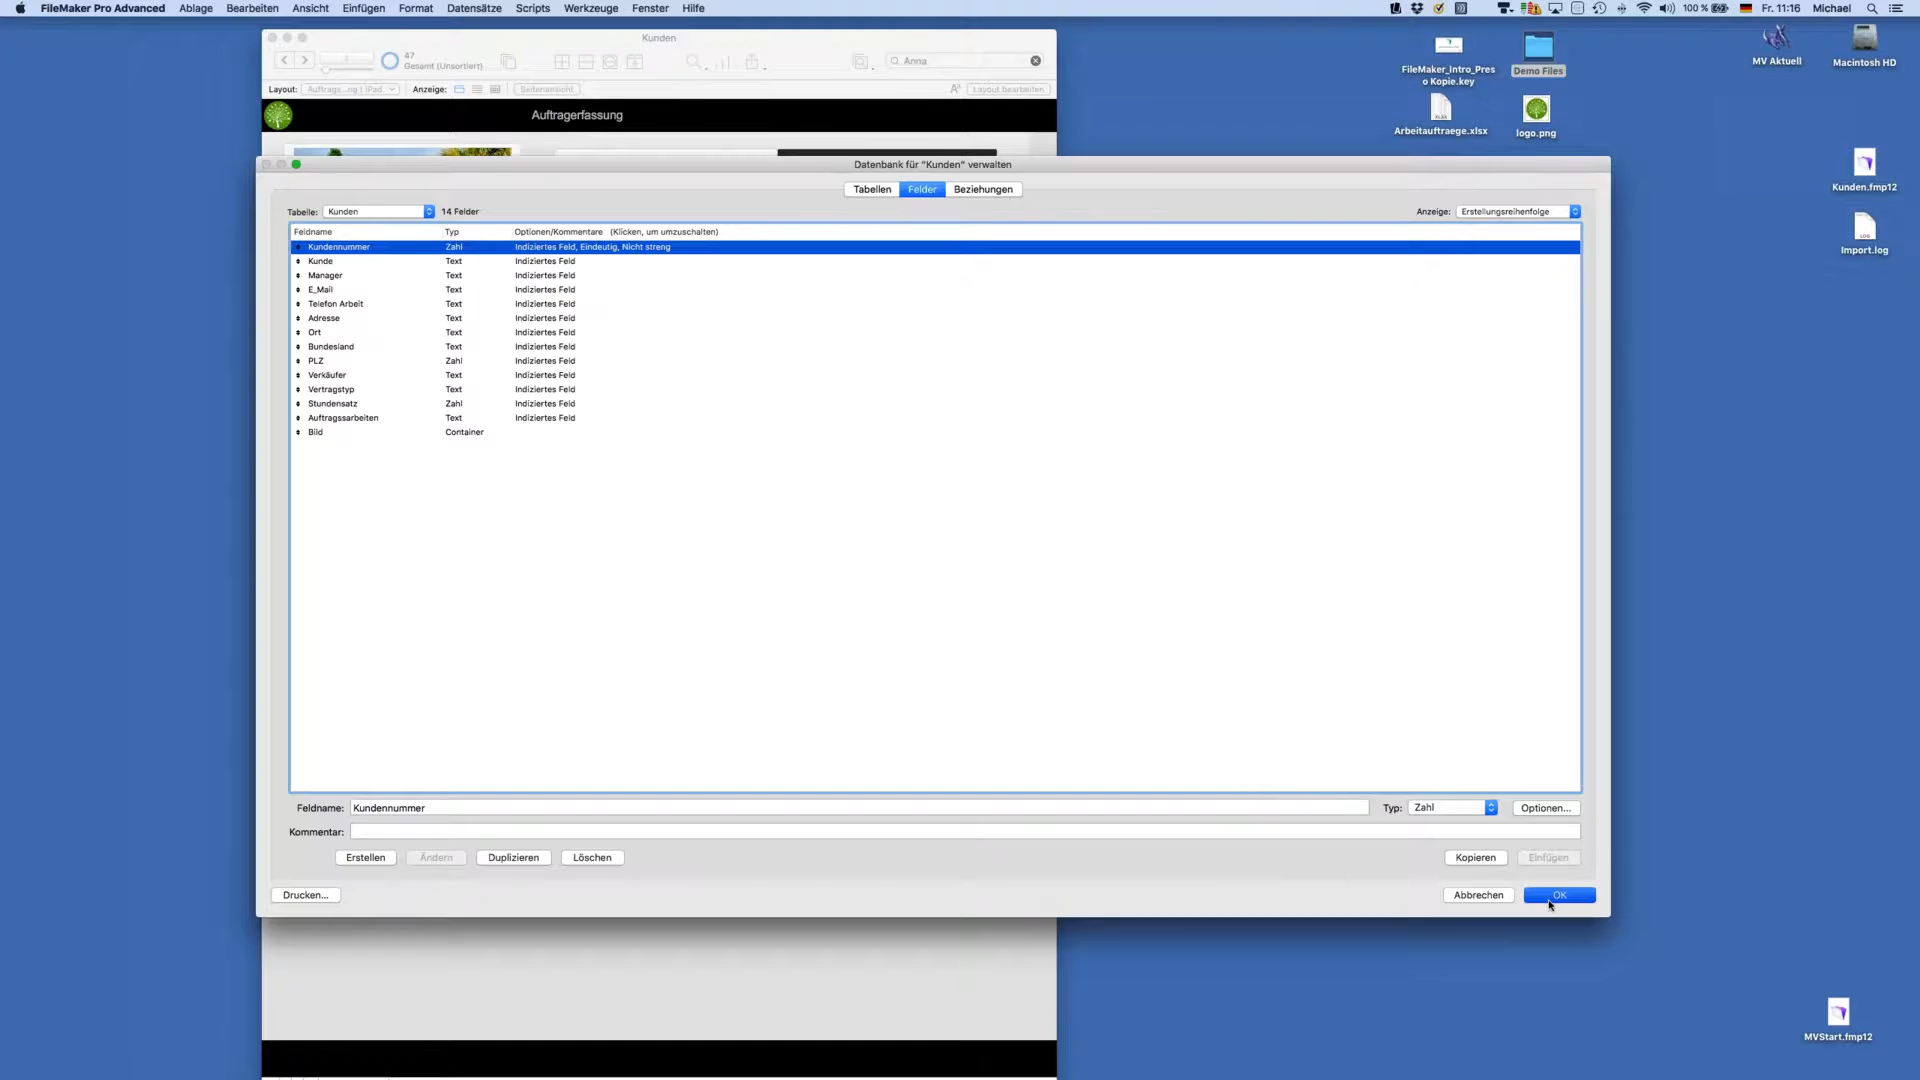 FileMaker Pro Advanced Ablage Bearbeiten Ansicht Einfügen Format Datensätze Scripts Werkzeuge Fenster Hilfe 100 % Fr. 11:16 Michael
Kunden
47
Gesamt (Unsortiert)
Anna
Layout: Auftrags...ng | iPad Anzeige: Seitenansicht Layout bearbeiten
Auftragerfassung
Datenbank für "Kunden" verwalten
Tabellen Felder Beziehungen
Tabelle: Kunden 14 Felder Anzeige: Erstellungsreihenfolge
Feldname Typ Optionen/Kommentare (Klicken, um umzuschalten)
Kundennummer Zahl Indiziertes Feld, Eindeutig, Nicht streng
Kunde Text Indiziertes Feld
Manager Text Indiziertes Feld
E_Mail Text Indiziertes Feld
Telefon Arbeit Text Indiziertes Feld
Adresse Text Indiziertes Feld
Ort Text Indiziertes Feld
Bundesland Text Indiziertes Feld
PLZ Zahl Indiziertes Feld
Verkäufer Text Indiziertes Feld
Vertragstyp Text Indiziertes Feld
Stundensatz Zahl Indiziertes Feld
Auftragssarbeiten Text Indiziertes Feld
Bild Container
Feldname: Kundennummer Typ: Zahl Optionen...
Kommentar:
Erstellen Ändern Duplizieren Löschen Kopieren Einfügen
Drucken... Abbrechen OK
FileMaker_Intro_Pres
o Kopie.key
Demo Files
MV Aktuell
Macintosh HD
XLSX
Arbeitauftraege.xlsx
logo.png
Kunden.fmp12
LOG
Import.log
MVStart.fmp12